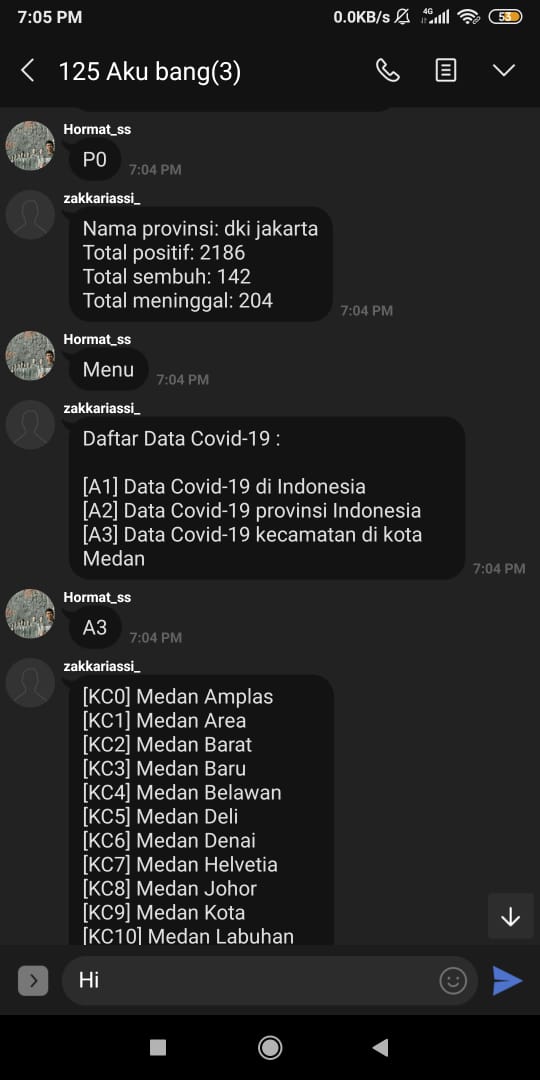 7:05 PM
0.0KB/s
4G
53
125 Aku bang(3)
Hormat_ss
P0
7:04 PM
zakkariassi_
Nama provinsi: dki jakarta
Total positif: 2186
Total sembuh: 142
Total meninggal: 204
7:04 PM
Hormat_ss
Menu
7:04 PM
zakkariassi_
Daftar Data Covid-19 :
[A1] Data Covid-19 di Indonesia
[A2] Data Covid-19 provinsi Indonesia
[A3] Data Covid-19 kecamatan di kota
Medan
7:04 PM
Hormat_ss
A3
7:04 PM
zakkariassi_
[KC0] Medan Amplas
[KC1] Medan Area
[KC2] Medan Barat
[KC3] Medan Baru
[KC4] Medan Belawan
[KC5] Medan Deli
[KC6] Medan Denai
[KC7] Medan Helvetia
[KC8] Medan Johor
[KC9] Medan Kota
[KC10] Medan Labuhan
Hi